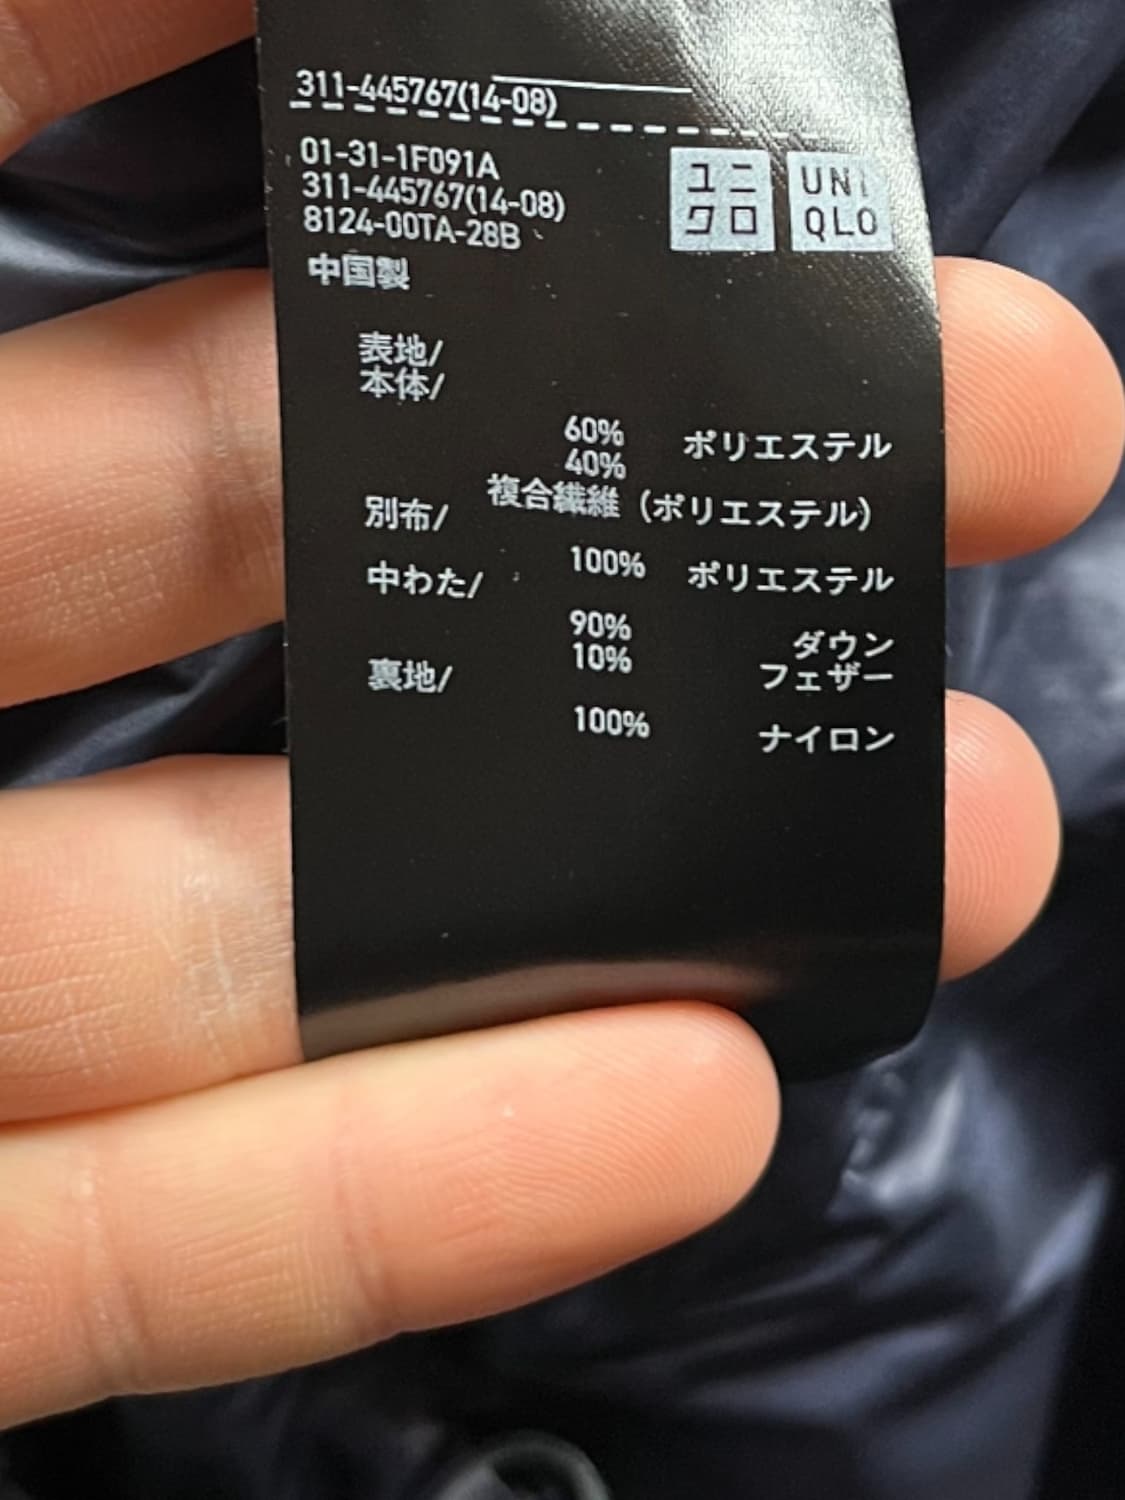 311-445767(14-08)
01-31-1F091A
311-445767(14-08)
8124-00TA-28B
ユニ
クロ
UNI
QLO
中国製
表地/
本体/
60% ポリエステル
40%
複合繊維（ポリエステル）
別布/
100% ポリエステル
中わた/
90% ダウン
10% フェザー
裏地/
100% ナイロン